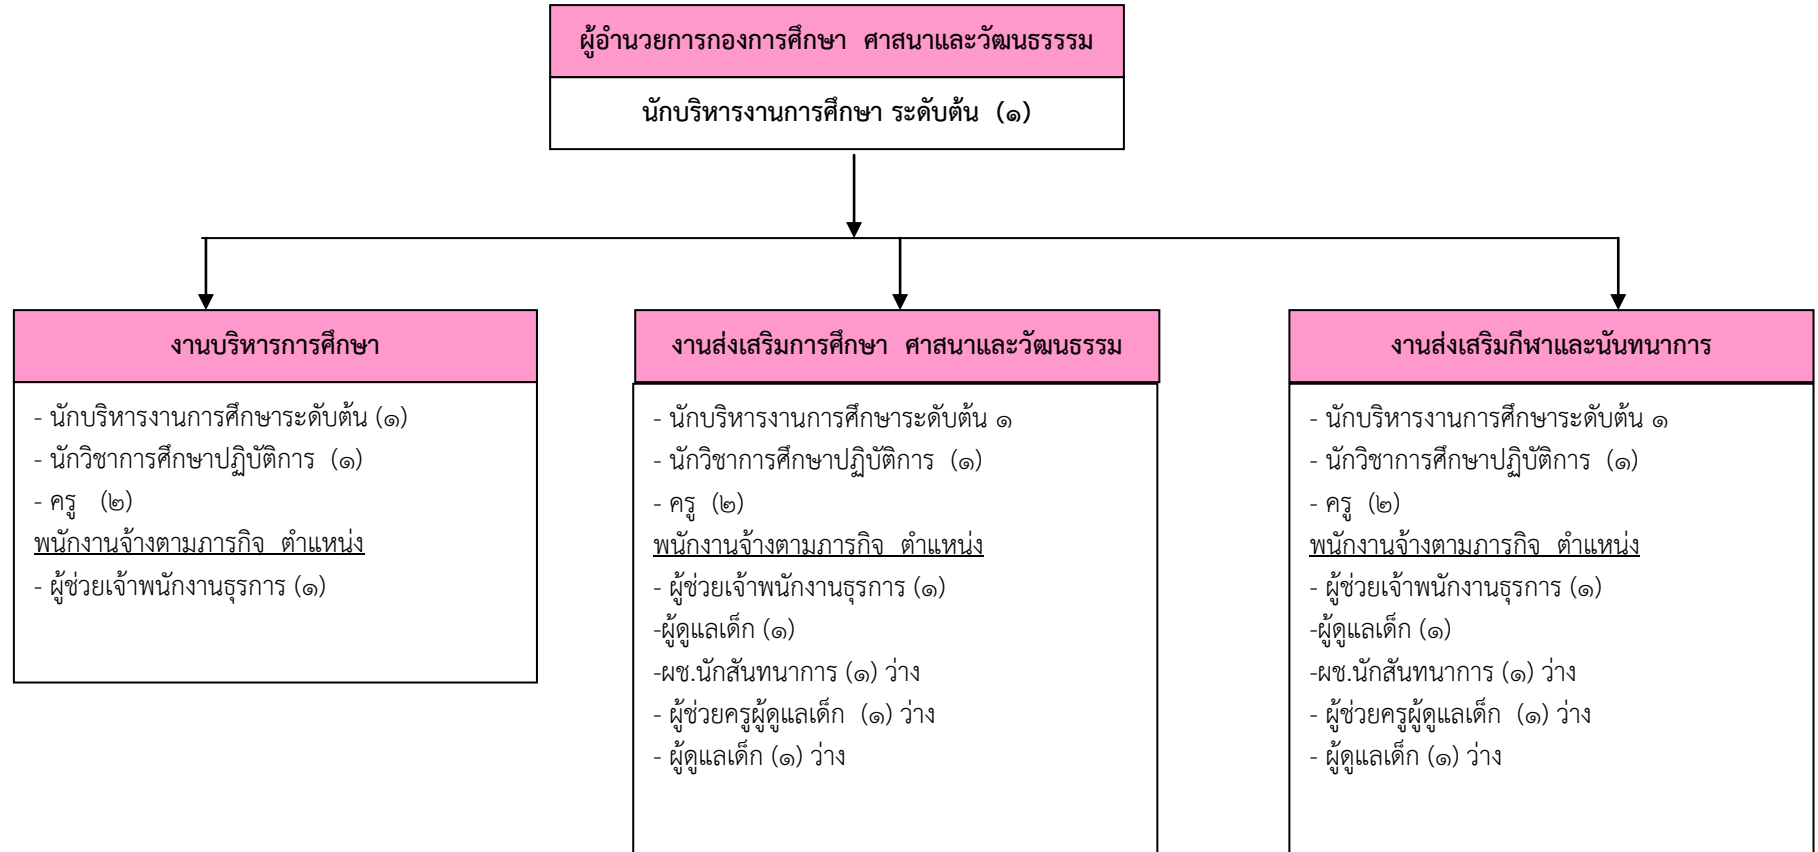 ผู้อำนวยการกองการศึกษา  ศาสนาและวัฒนธรรรม
นักบริหารงานการศึกษา ระดับต้น  (๑)
งานบริหารการศึกษา
- นักบริหารงานการศึกษาระดับต้น (๑)
- นักวิชาการศึกษาปฏิบัติการ  (๑)
- ครู   (๒)
พนักงานจ้างตามภารกิจ  ตำแหน่ง
- ผู้ช่วยเจ้าพนักงานธุรการ (๑)
งานส่งเสริมการศึกษา  ศาสนาและวัฒนธรรม
- นักบริหารงานการศึกษาระดับต้น ๑
- นักวิชาการศึกษาปฏิบัติการ  (๑)
- ครู  (๒)
พนักงานจ้างตามภารกิจ  ตำแหน่ง
- ผู้ช่วยเจ้าพนักงานธุรการ (๑)
-ผู้ดูแลเด็ก (๑)
-ผช.นักสันทนาการ (๑) ว่าง
- ผู้ช่วยครูผู้ดูแลเด็ก  (๑) ว่าง
- ผู้ดูแลเด็ก (๑) ว่าง
งานส่งเสริมกีฬาและนันทนาการ
- นักบริหารงานการศึกษาระดับต้น ๑
- นักวิชาการศึกษาปฏิบัติการ  (๑)
- ครู  (๒)
พนักงานจ้างตามภารกิจ  ตำแหน่ง
- ผู้ช่วยเจ้าพนักงานธุรการ (๑)
-ผู้ดูแลเด็ก (๑)
-ผช.นักสันทนาการ (๑) ว่าง
- ผู้ช่วยครูผู้ดูแลเด็ก  (๑) ว่าง
- ผู้ดูแลเด็ก (๑) ว่าง